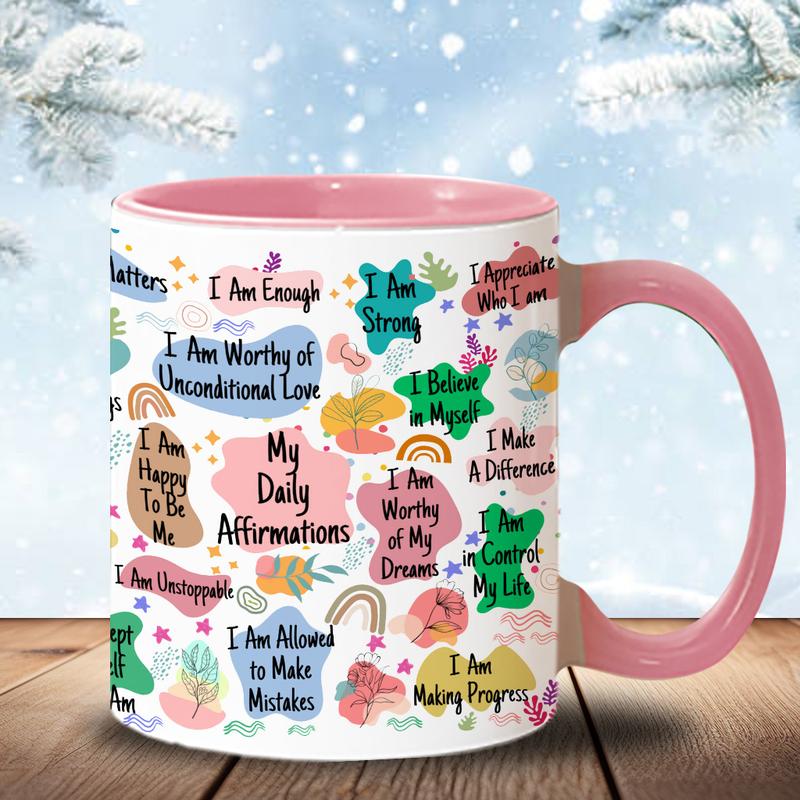 Matters
I Am Enough
I Am
Strong
I Appreciate
Who I am
I Am Worthy of
Unconditional Love
I Believe
in Myself
I Am
Happy
To Be
Me
My
Daily
Affirmations
I Am
Worthy
of My
Dreams
I Make
A Difference
I Am
in Control
My Life
I Am Unstoppable
I Am Allowed
to Make
Mistakes
I Am
Making Progress
Am